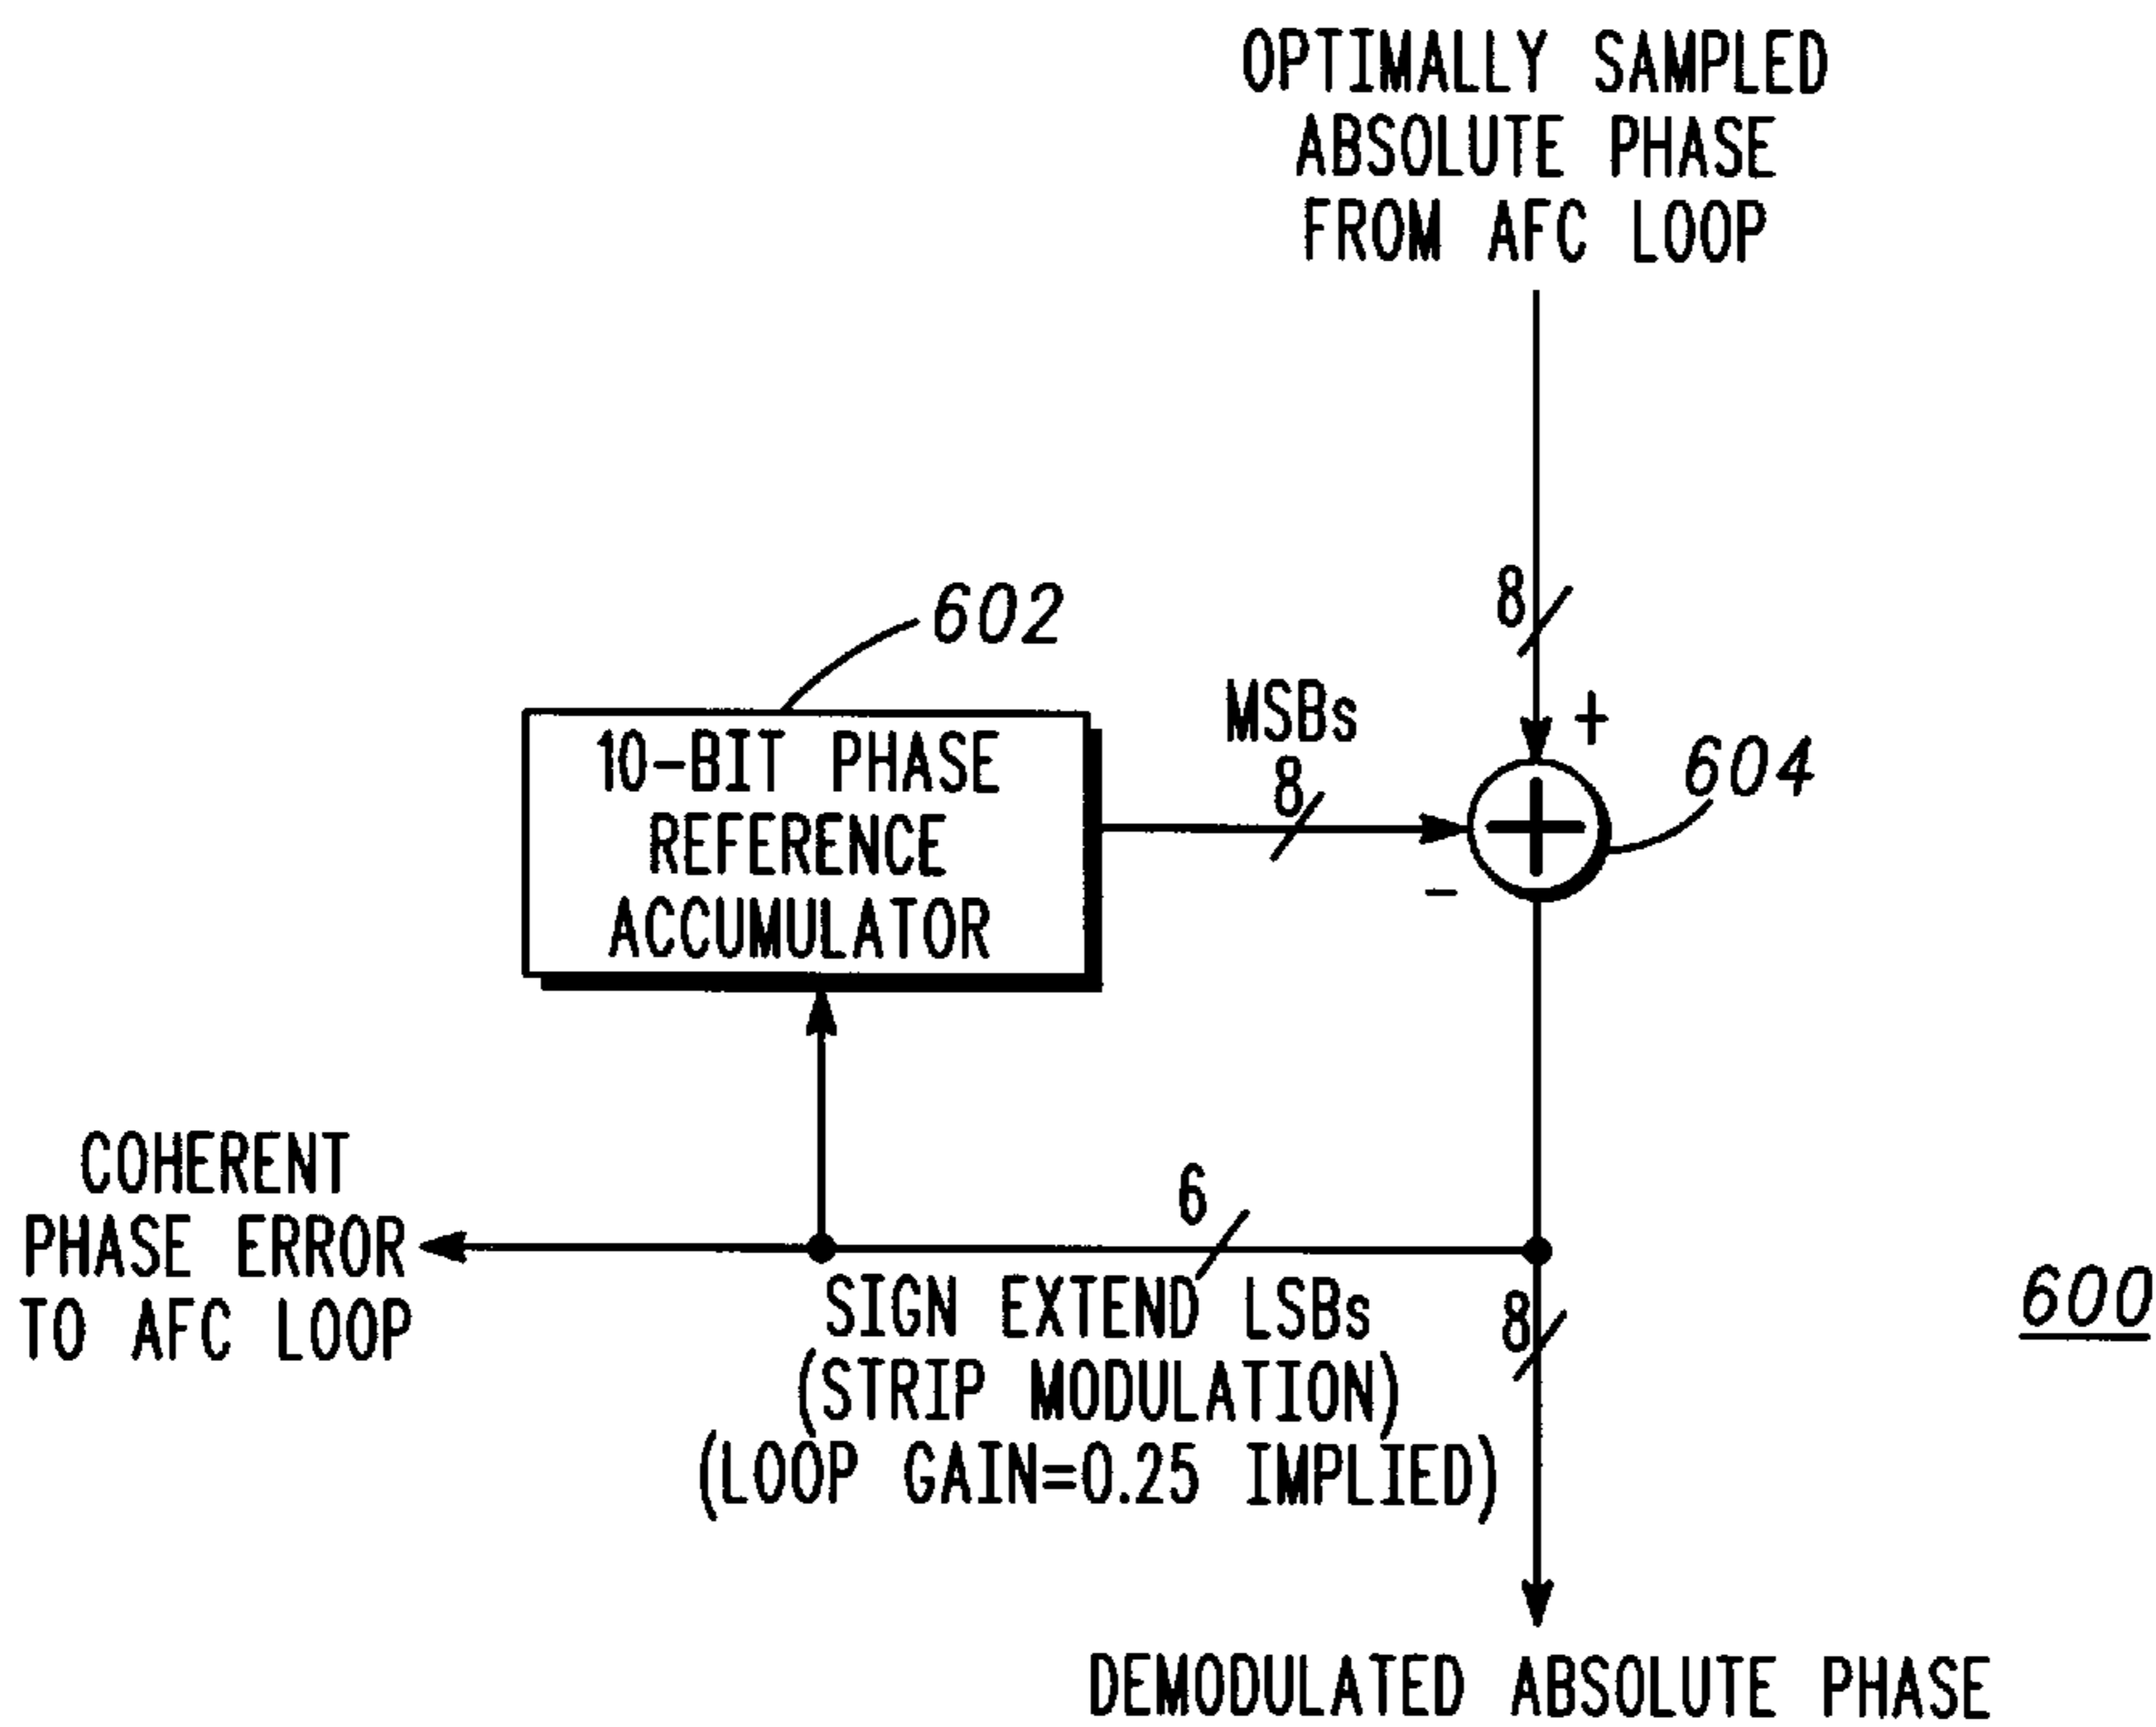 OPTIMALLY SAMPLED
ABSOLUTE PHASE
FROM AFC LOOP
8
602
MSBs
8
+
604
10-BIT PHASE
REFERENCE
ACCUMULATOR
-
COHERENT
PHASE ERROR
TO AFC LOOP
6
SIGN EXTEND LSBs
(STRIP MODULATION)
(LOOP GAIN=0.25 IMPLIED)
8
600
DEMODULATED ABSOLUTE PHASE